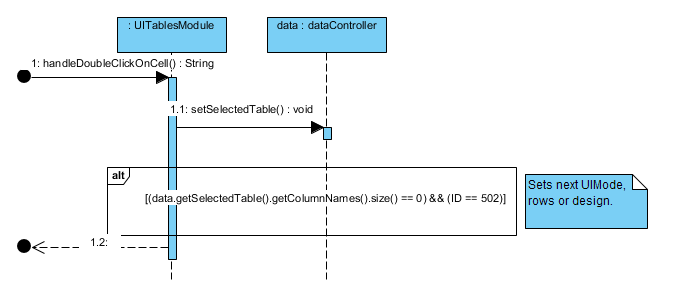 : UITablesModule
data : dataController
1: handleDoubleClickOnCell() : String
1.1: setSelectedTable() : void
alt
[(data.getSelectedTable().getColumnNames().size() == 0) && (ID == 502)]
Sets next UIMode,
rows or design.
1.2: